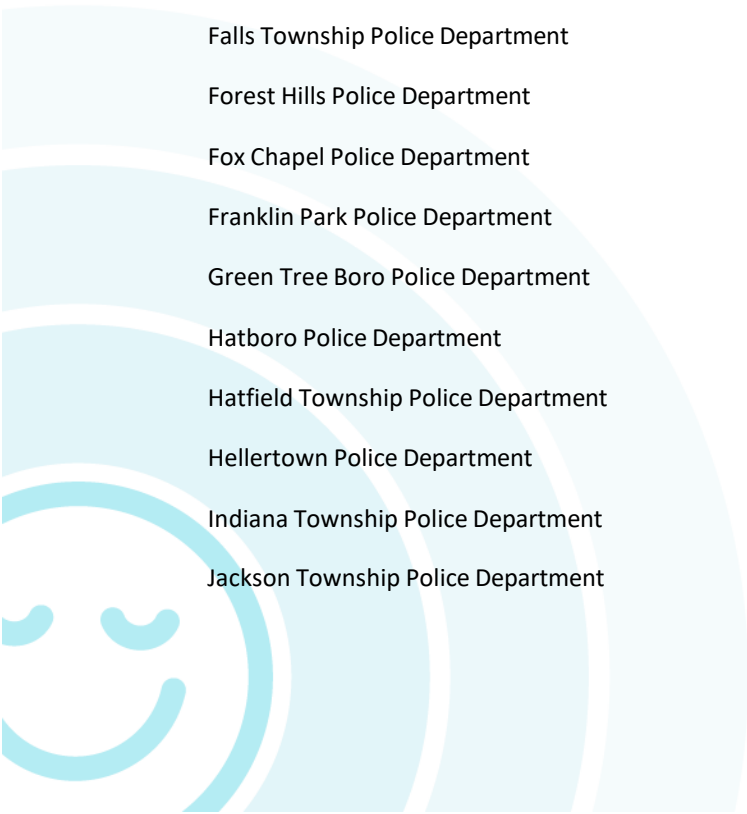 Falls Township Police Department
Forest Hills Police Department
Fox Chapel Police Department
Franklin Park Police Department
Green Tree Boro Police Department
Hatboro Police Department
Hatfield Township Police Department
Hellertown Police Department
Indiana Township Police Department
Jackson Township Police Department